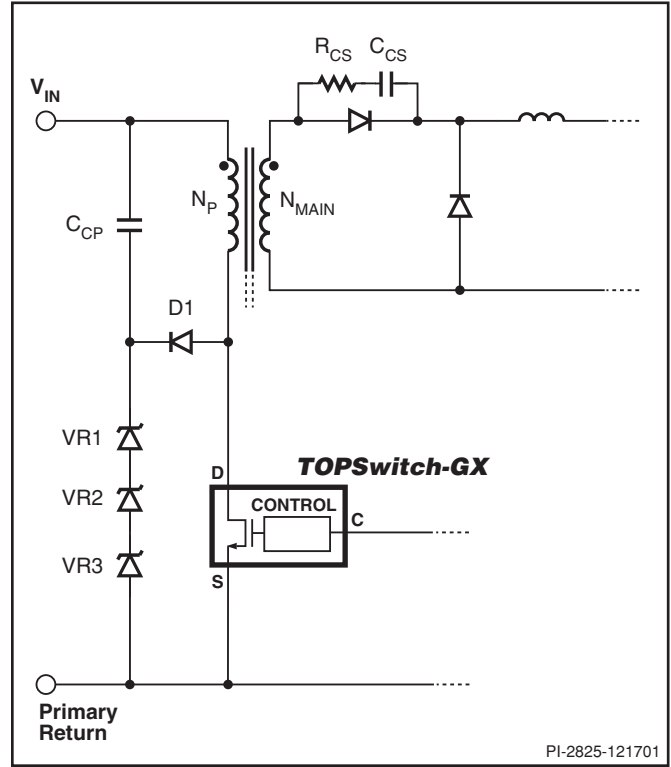 R_CS C_CS
V_IN
N_P N_MAIN
C_CP
D1
VR1
TOPSwitch-GX
D
VR2
CONTROL
C
VR3
S
Primary
Return
PI-2825-121701